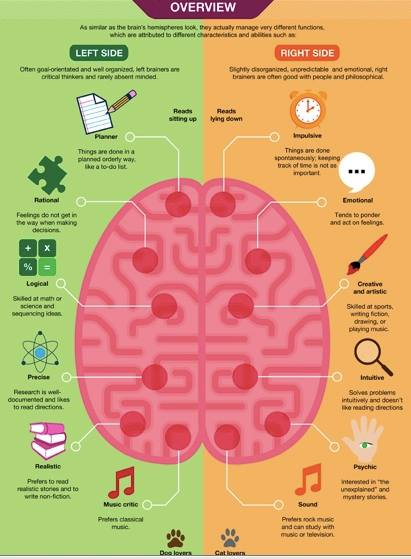 OVERVIEW
As similar as the brain's hemispheres look, they actually manage very different functions,
which are attributed to different characteristics and abilities such as:
LEFT SIDE
Often goal-orientated and well organized, left brainers are
critical thinkers and rarely absent minded.
RIGHT SIDE
Slightly disorganized, unpredictable and emotional, right
brainers are often good with people and philosophical.
Reads
sitting up
Reads
lying down
Planner
Things are done in a
planned orderly way,
like a to-do list.
Impulsive
Things are done
spontaneously; keeping
track of time is not as
important.
Rational
Feelings do not get in
the way when making
decisions.
Emotional
Tends to ponder
and act on feelings.
+ x
% =
Logical
Skilled at math or
science and
sequencing ideas.
Creative
and artistic
Skilled at sports,
writing fiction,
drawing, or
playing music.
Precise
Research is well-
documented and likes
to read directions.
Intuitive
Solves problems
intuitively and doesn't
like reading directions
Realistic
Prefers to read
realistic stories and to
write non-fiction.
Psychic
Interested in "the
unexplained" and
mystery stories.
Music critic
Prefers classical
music.
Sound
Prefers rock music
and can study with
music or television.
Dog lovers
Cat lovers